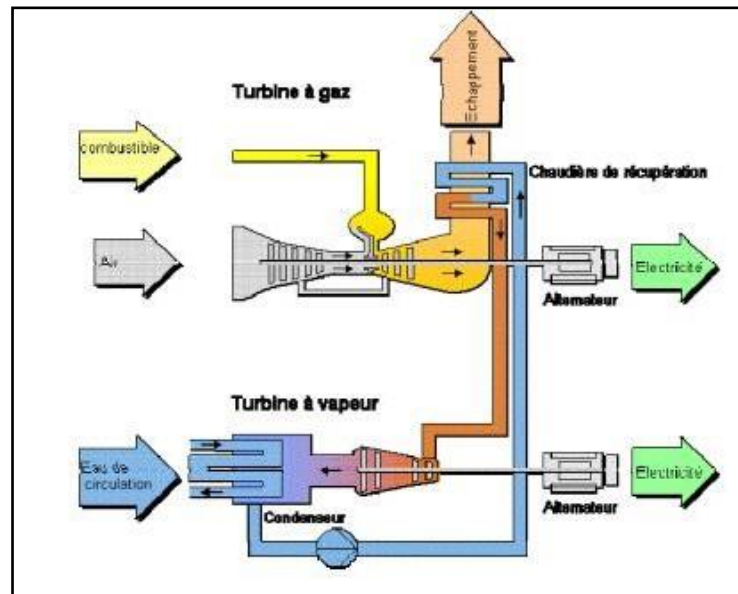 Echappement
Turbine à gaz
combustible
Chaudière de récupération
Air
Electricité
Alternateur
Turbine à vapeur
Eau de
circulation
Electricité
Condenseur
Alternateur